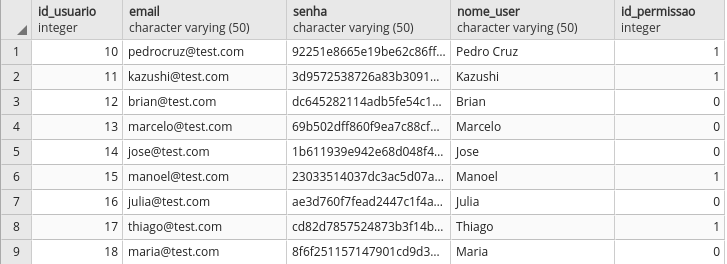 id_usuario email senha nome_user id_permissao
integer character varying (50) character varying (50) character varying (50) integer
1 10 pedrocruz@test.com 92251e8665e19be62c86ff... Pedro Cruz 1
2 11 kazushi@test.com 3d9572538726a83b3091... Kazushi 1
3 12 brian@test.com dc645282114adb5fe54c1... Brian 0
4 13 marcelo@test.com 69b502dff860f9ea7c88cf... Marcelo 0
5 14 jose@test.com 1b611939e942e68d048f4... Jose 0
6 15 manoel@test.com 23033514037dc3ac5d07a... Manoel 1
7 16 julia@test.com ae3d760f7fead2447c1f4a... Julia 0
8 17 thiago@test.com cd82d7857524873b3f14b... Thiago 1
9 18 maria@test.com 8f6f251157147901cd9d3... Maria 0